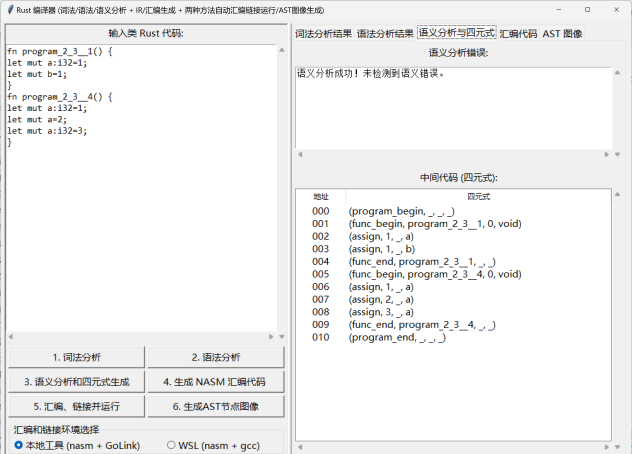 Rust 编译器 (词法/语法/语义分析 + IR/汇编生成 + 两种方法自动汇编链接运行/AST图像生成)
输入类 Rust 代码:
fn program_2_3__1() {
let mut a:i32=1;
let mut b=1;
}
fn program_2_3__4() {
let mut a:i32=1;
let mut a=2;
let mut a:i32=3;
}
1. 词法分析
2. 语法分析
3. 语义分析和四元式生成
4. 生成 NASM 汇编代码
5. 汇编、链接并运行
6. 生成AST节点图像
汇编和链接环境选择
本地工具 (nasm + GoLink)
WSL (nasm + gcc)
词法分析结果 语法分析结果 语义分析与四元式 汇编代码 AST 图像
语义分析错误:
语义分析成功! 未检测到语义错误。
中间代码 (四元式):
地址 四元式
000 (program_begin, _, _, _)
001 (func_begin, program_2_3__1, 0, void)
002 (assign, 1, _, a)
003 (assign, 1, _, b)
004 (func_end, program_2_3__1, _, _)
005 (func_begin, program_2_3__4, 0, void)
006 (assign, 1, _, a)
007 (assign, 2, _, a)
008 (assign, 3, _, a)
009 (func_end, program_2_3__4, _, _)
010 (program_end, _, _, _)